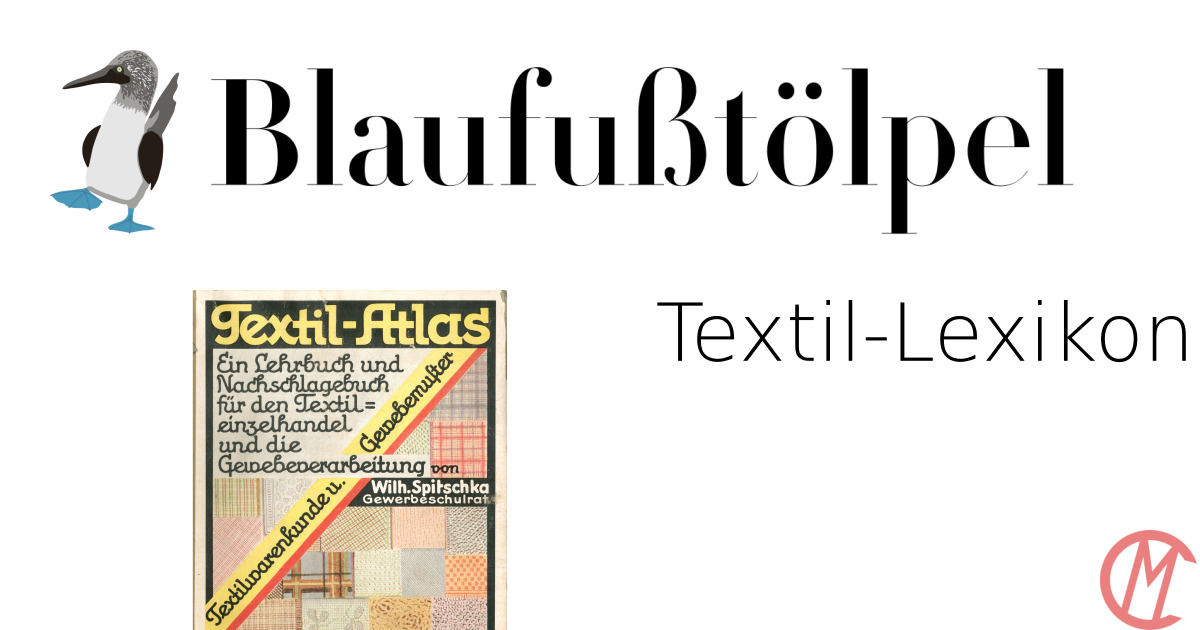 Blaufußtölpel
Textil-Lexikon
Textil-Atlas
Ein Lehrbuch und
Nachschlagebuch
für den Textil=
einzelhandel
und die
Gewebeverarbeitung von
Wilh. Spitschka
Gewerbeschulrat
Textilwarenkunde u.
Gewebemuster
CM